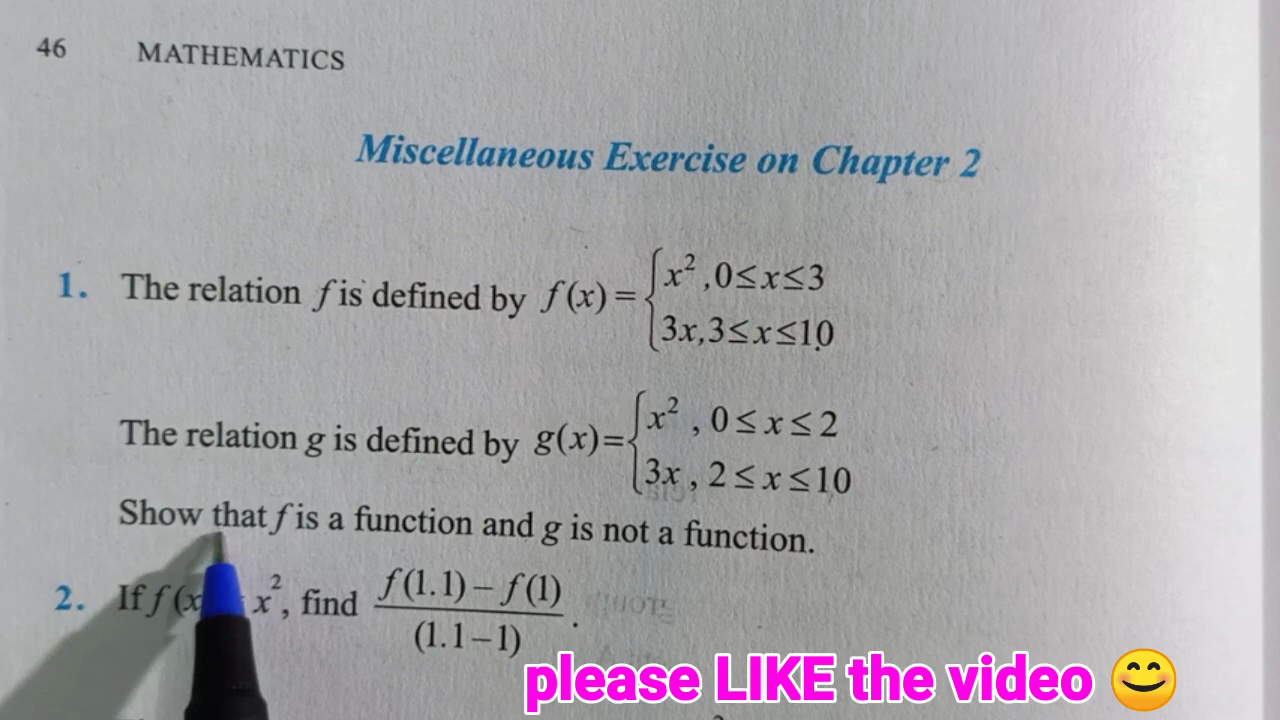 46 MATHEMATICS
Miscellaneous Exercise on Chapter 2
1. The relation f is defined by f(x) = { x², 0 ≤ x ≤ 3
3x, 3 ≤ x ≤ 10
The relation g is defined by g(x) = { x², 0 ≤ x ≤ 2
3x, 2 ≤ x ≤ 10
Show that f is a function and g is not a function.
2. If f(x x², find f(1.1) – f(1) / (1.1 – 1) .
please LIKE the video 😊